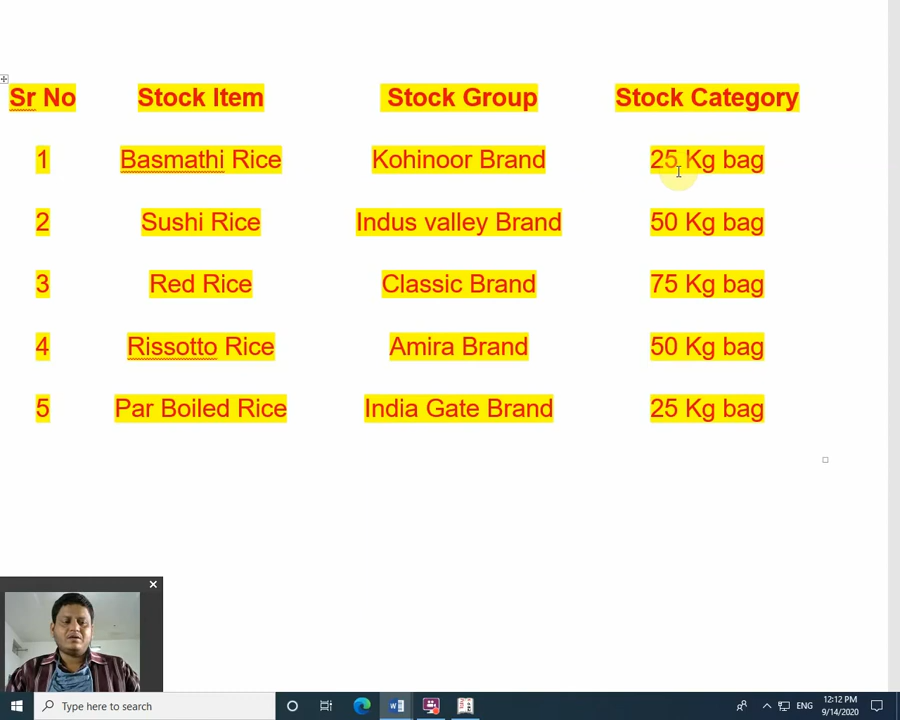 Sr No Stock Item Stock Group Stock Category
1 Basmathi Rice Kohinoor Brand 25 Kg bag
2 Sushi Rice Indus valley Brand 50 Kg bag
3 Red Rice Classic Brand 75 Kg bag
4 Rissotto Rice Amira Brand 50 Kg bag
5 Par Boiled Rice India Gate Brand 25 Kg bag
Type here to search
ENG
12:12 PM
9/14/2020